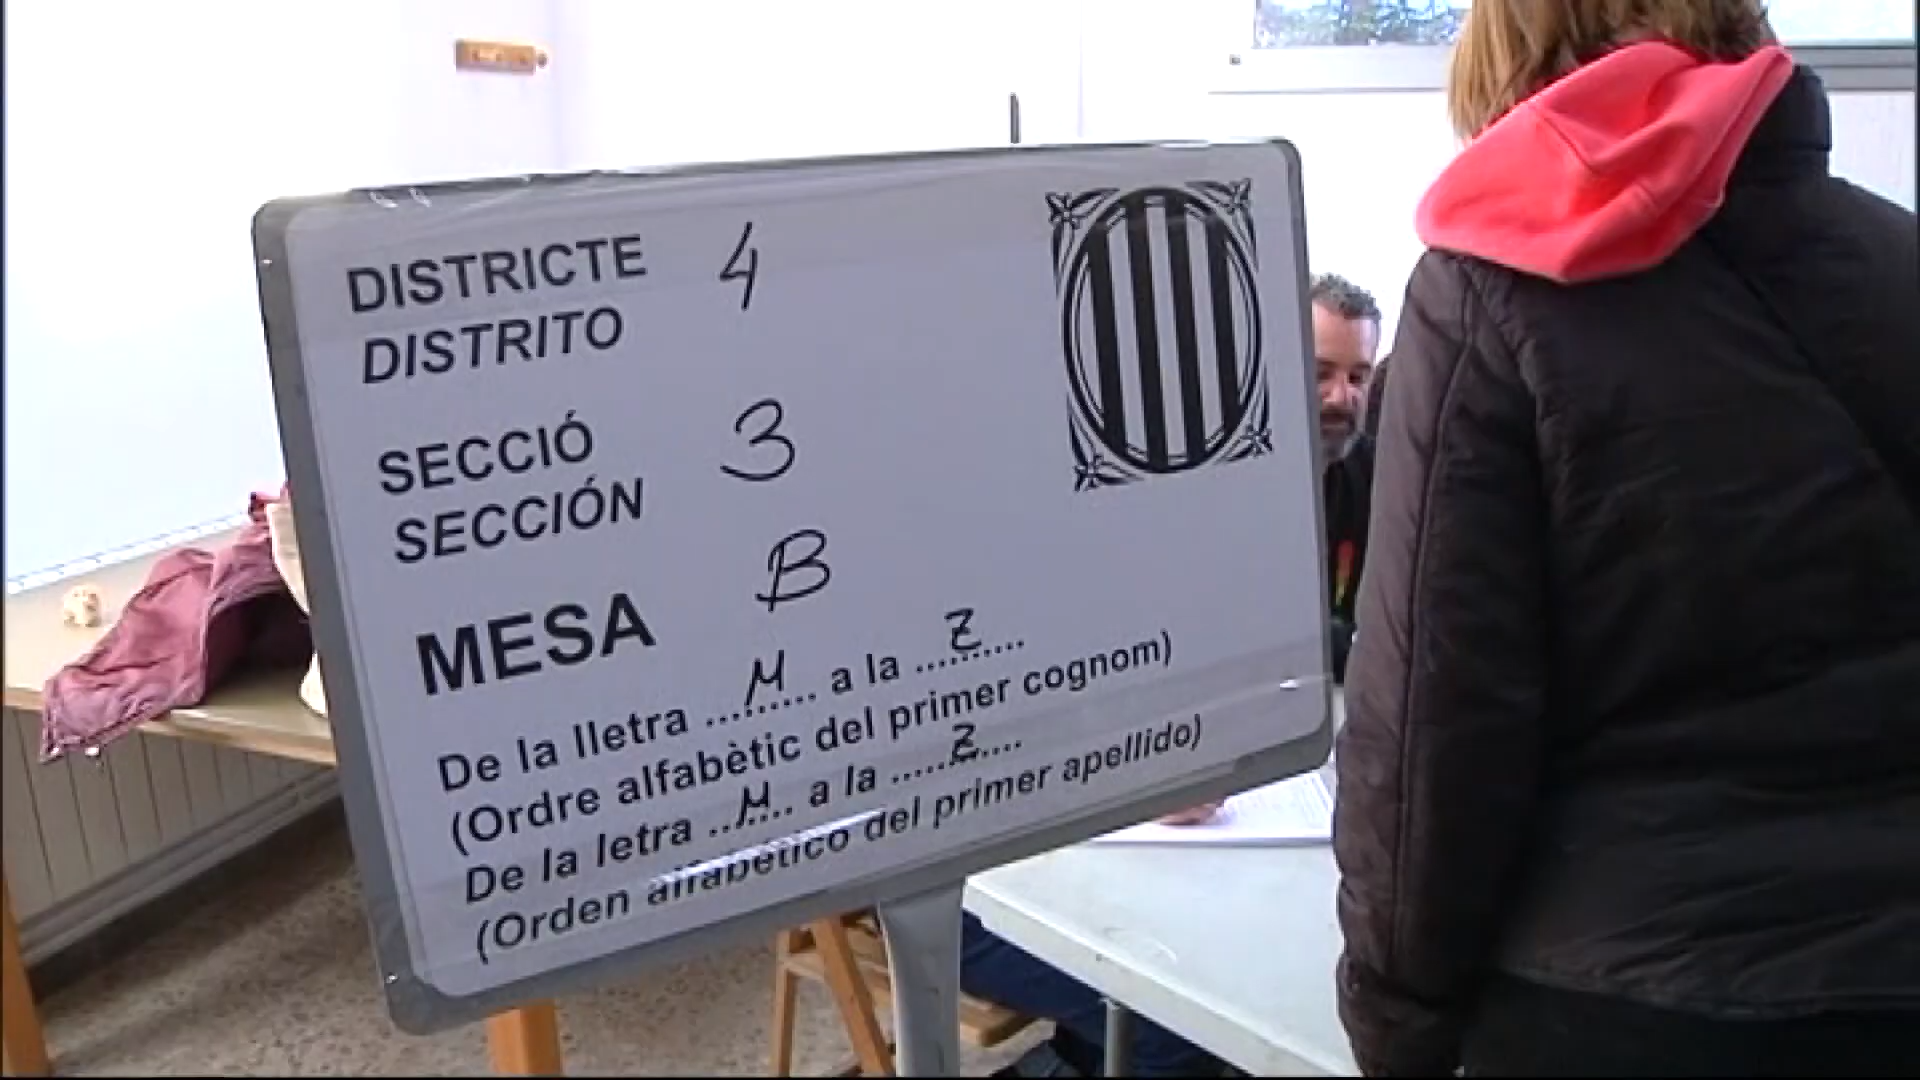 DISTRICTE 4
DISTRITO
SECCIÓ 3
SECCIÓN
MESA B
De la lletra ...M... a la ...Z...
(Ordre alfabètic del primer cognom)
De la letra ...M... a la ...Z...
(Orden alfabético del primer apellido)